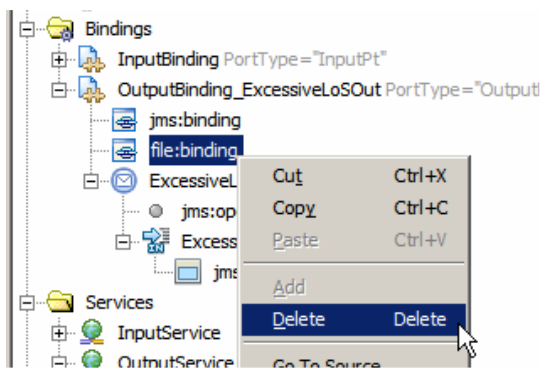 Bindings
InputBinding PortType="InputPt"
OutputBinding_ExcessiveLoSOut PortType="Output
jms:binding
file:binding
ExcessiveL
Cut Ctrl+X
jms:op
Copy Ctrl+C
Excess
Paste Ctrl+V
jms
Add
Services
InputService
Delete Delete
OutputService
Go To Source